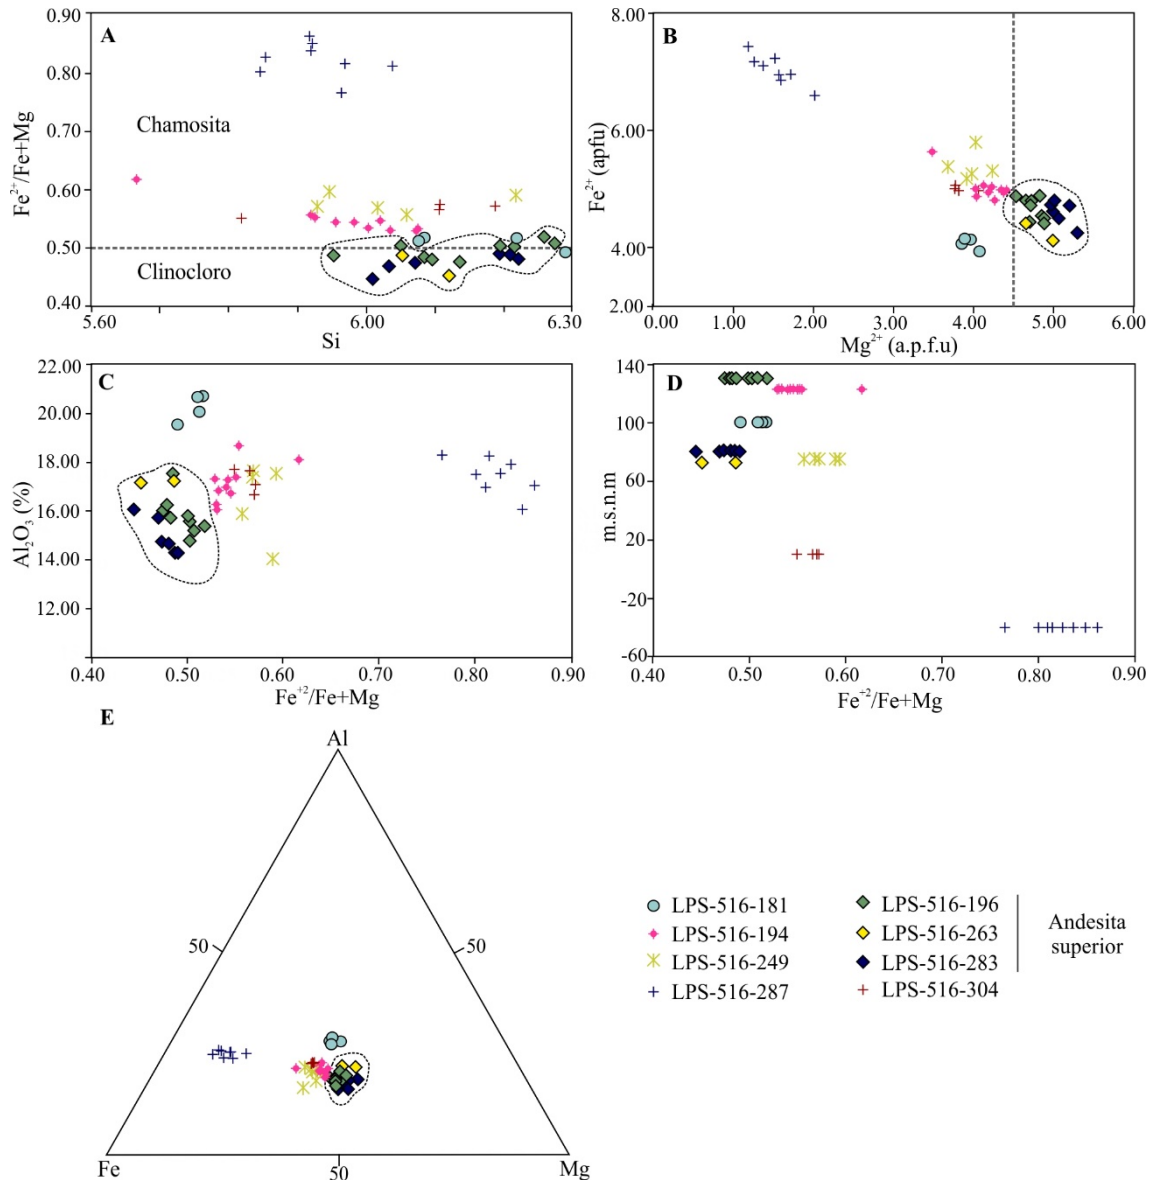 A
0.90
0.80
0.70
0.60
0.50
0.40
Fe²⁺/Fe+Mg
Chamosita
Clinocloro
5.60
6.00
6.30
Si
B
8.00
6.00
4.00
2.00
Fe²⁺ (apfu)
0.00
1.00
2.00
3.00
4.00
5.00
6.00
Mg²⁺ (a.p.f.u)
C
22.00
20.00
18.00
16.00
14.00
12.00
Al₂O₃ (%)
0.40
0.50
0.60
0.70
0.80
0.90
Fe⁺²/Fe+Mg
D
140
100
60
20
-20
-60
m.s.n.m
0.40
0.50
0.60
0.70
0.80
0.90
Fe⁺²/Fe+Mg
E
Al
50
50
Fe
50
Mg
LPS-516-181
LPS-516-194
LPS-516-249
LPS-516-287
LPS-516-196
LPS-516-263
LPS-516-283
LPS-516-304
Andesita
superior